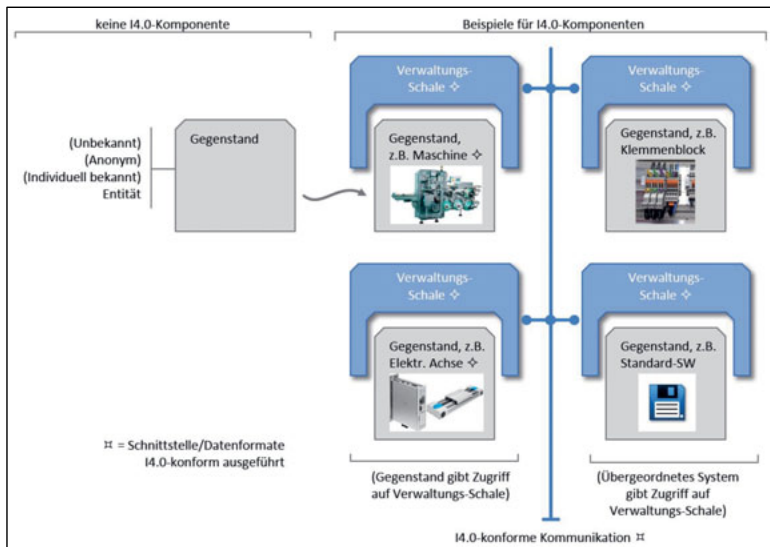 keine I4.0-Komponente
Beispiele für I4.0-Komponenten
(Unbekannt)
(Anonym)
(Individuell bekannt)
Entität
Gegenstand
Verwaltungs-
Schale ✧
Gegenstand,
z.B. Maschine ✧
Verwaltungs-
Schale ✧
Gegenstand, z.B.
Klemmenblock
Verwaltungs-
Schale ✧
Gegenstand, z.B.
Elektr. Achse ✧
Verwaltungs-
Schale ✧
Gegenstand, z.B.
Standard-SW
¤ = Schnittstelle/Datenformate
I4.0-konform ausgeführt
(Gegenstand gibt Zugriff
auf Verwaltungs-Schale)
(Übergeordnetes System
gibt Zugriff auf
Verwaltungs-Schale)
I4.0-konforme Kommunikation ¤